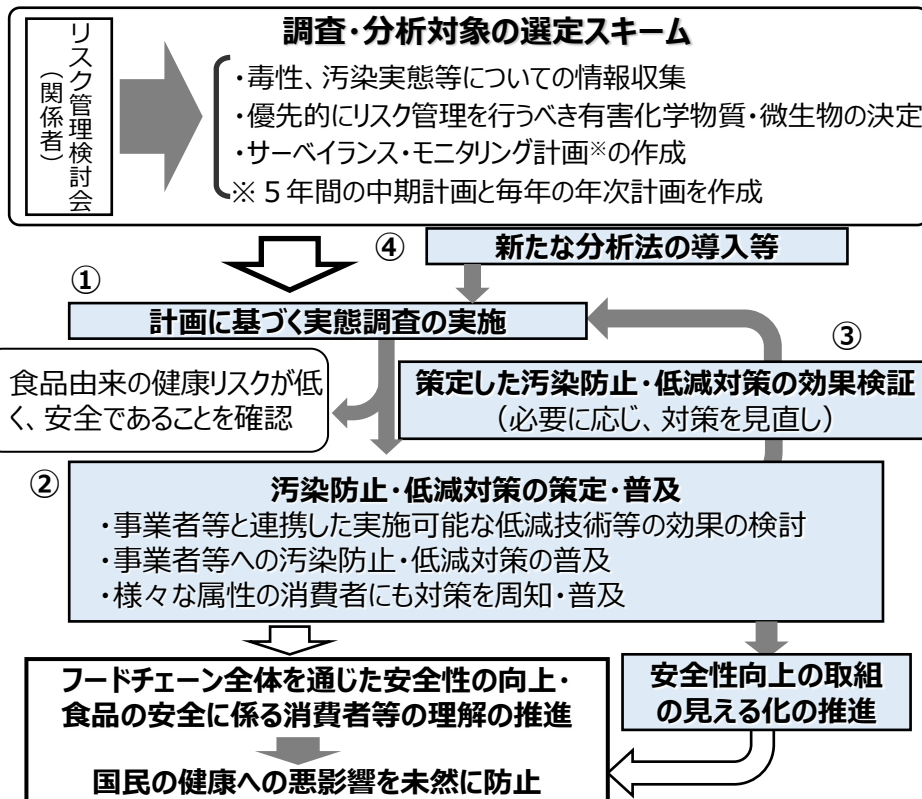 調査・分析対象の選定スキーム
リスク管理検討会
（関係者）
・毒性、汚染実態等についての情報収集
・優先的にリスク管理を行うべき有害化学物質・微生物の決定
・サーベイランス・モニタリング計画※の作成
※５年間の中期計画と毎年の年次計画を作成
④
新たな分析法の導入等
①
計画に基づく実態調査の実施
③
食品由来の健康リスクが低
く、安全であることを確認
策定した汚染防止・低減対策の効果検証
（必要に応じ、対策を見直し）
②
汚染防止・低減対策の策定・普及
・事業者等と連携した実施可能な低減技術等の効果の検討
・事業者等への汚染防止・低減対策の普及
・様々な属性の消費者にも対策を周知・普及
フードチェーン全体を通じた安全性の向上・
食品の安全に係る消費者等の理解の推進
国民の健康への悪影響を未然に防止
安全性向上の取組
の見える化の推進